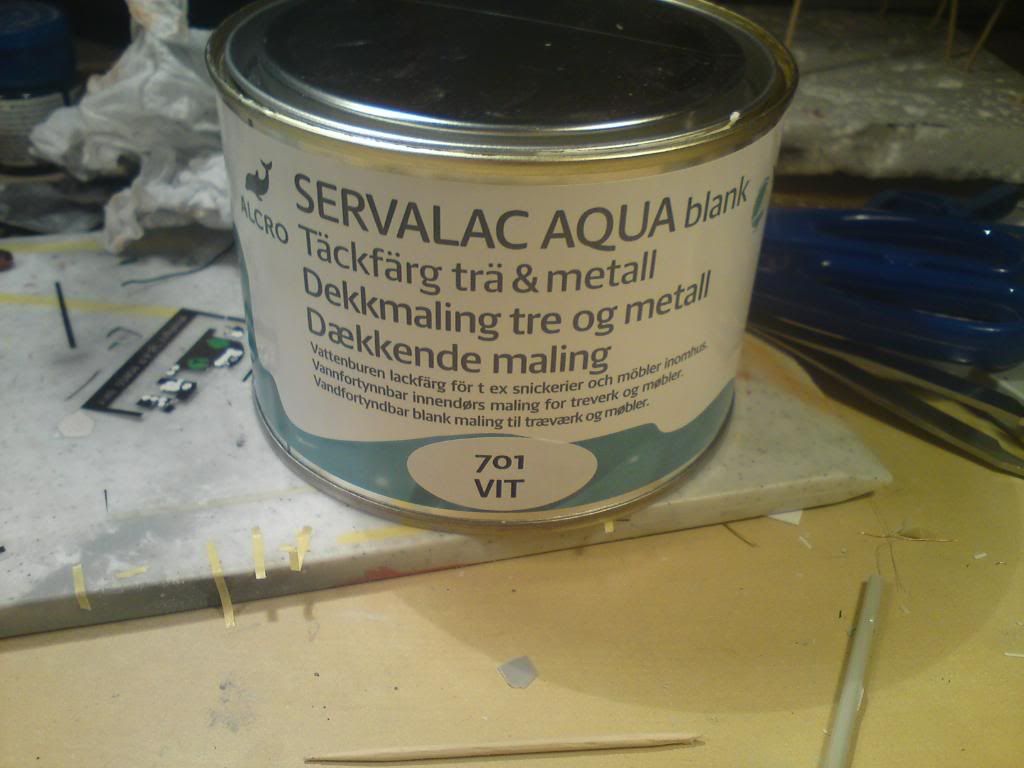 ALCRO
SERVALAC AQUA blank
Täckfärg trä & metall
Dekkmaling tre og metall
Dækkende maling
Vattenburen lackfärg för t ex snickerier och möbler inomhus.
Vannfortynnbar innendørs maling for treverk og møbler.
Vandfortyndbar blank maling til træværk og møbler.
701
VIT